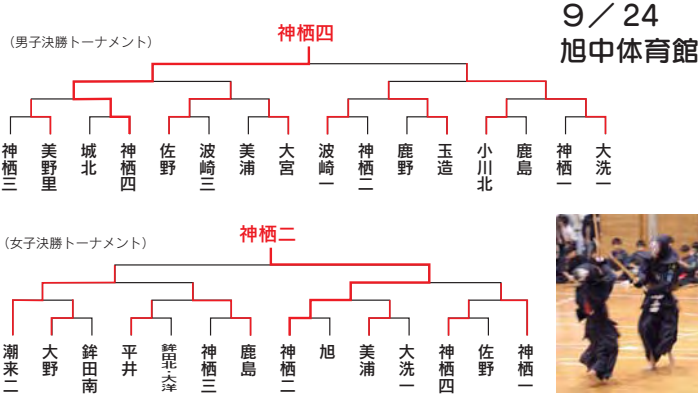 9／24
旭中体育館
（男子決勝トーナメント）
神栖四
神栖三
美野里
城北
神栖四
佐野
波崎三
美浦
大宮
波崎一
神栖二
鹿野
玉造
小川北
鹿島
神栖一
大洗一
（女子決勝トーナメント）
神栖二
潮来二
大野
鉾田南
平井
鉾田北・大洋
神栖三
鹿島
神栖二
旭
美浦
大洗一
神栖四
佐野
神栖一